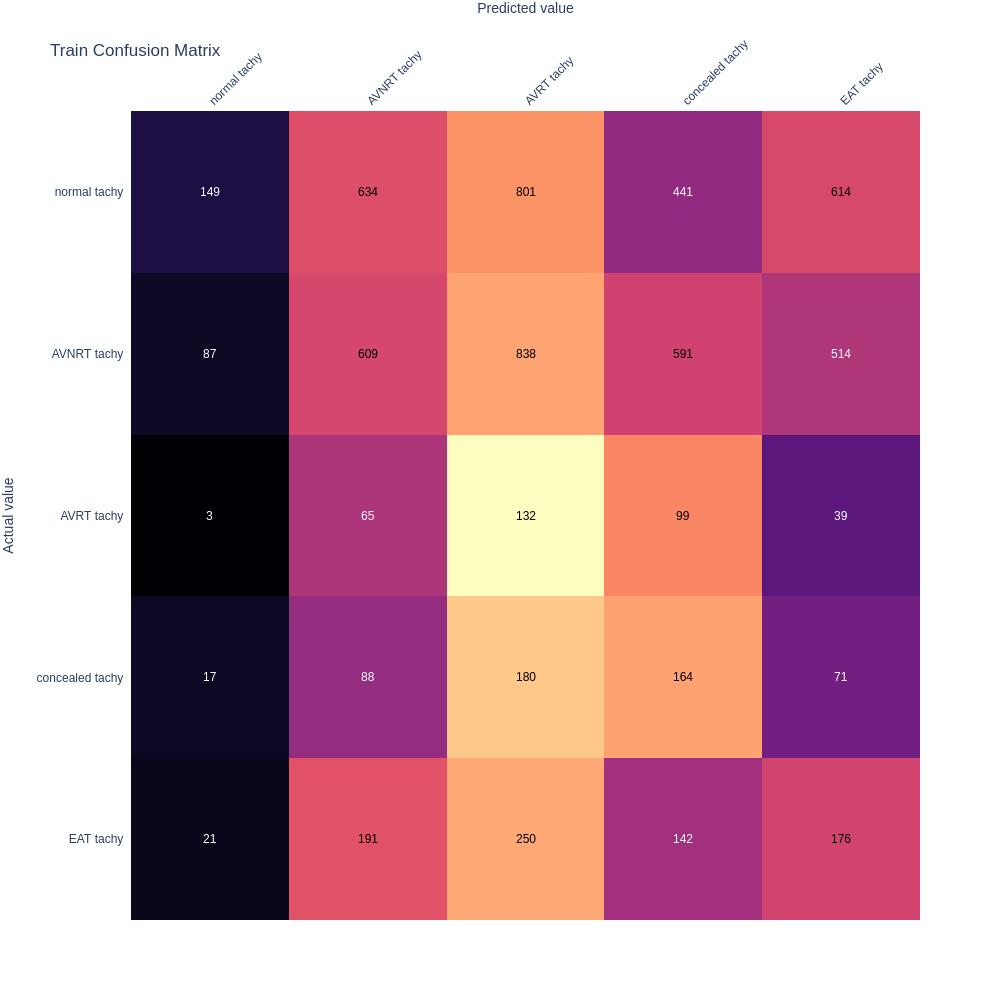 Predicted value
Train Confusion Matrix
normal tachy AVNRT tachy AVRT tachy concealed tachy EAT tachy
normal tachy 149 634 801 441 614
AVNRT tachy 87 609 838 591 514
Actual value
AVRT tachy 3 65 132 99 39
concealed tachy 17 88 180 164 71
EAT tachy 21 191 250 142 176